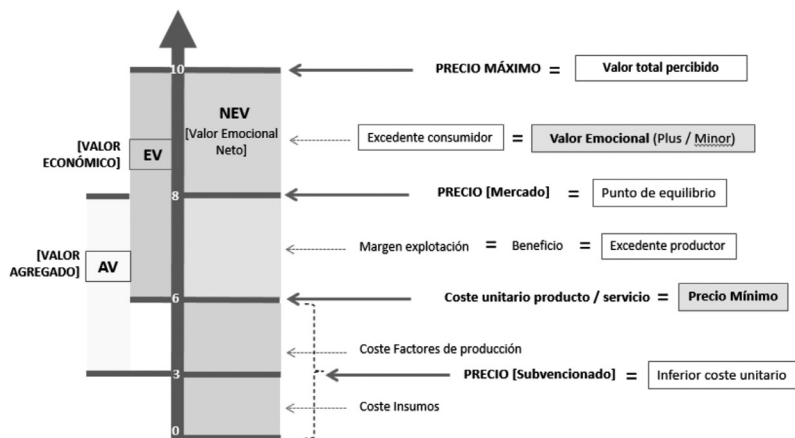 10
PRECIO MÁXIMO = Valor total percibido
NEV
[Valor Emocional
Neto]
[VALOR
ECONÓMICO]
EV
Excedente consumidor = Valor Emocional (Plus / Minor)
8
PRECIO [Mercado] = Punto de equilibrio
[VALOR
AGREGADO]
AV
Margen explotación = Beneficio = Excedente productor
6
Coste unitario producto / servicio = Precio Mínimo
Coste Factores de producción
3
PRECIO [Subvencionado] = Inferior coste unitario
Coste Insumos
0